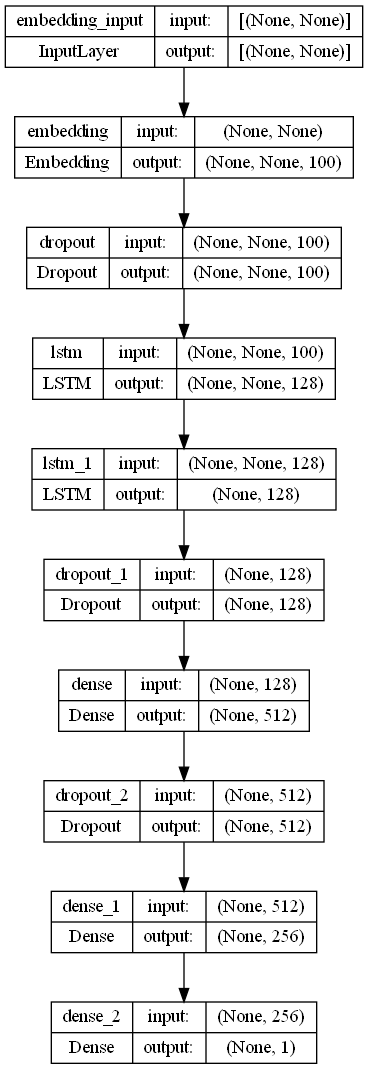 embedding_input input: [(None, None)]
InputLayer output: [(None, None)]
embedding input: (None, None)
Embedding output: (None, None, 100)
dropout input: (None, None, 100)
Dropout output: (None, None, 100)
lstm input: (None, None, 100)
LSTM output: (None, None, 128)
lstm_1 input: (None, None, 128)
LSTM output: (None, 128)
dropout_1 input: (None, 128)
Dropout output: (None, 128)
dense input: (None, 128)
Dense output: (None, 512)
dropout_2 input: (None, 512)
Dropout output: (None, 512)
dense_1 input: (None, 512)
Dense output: (None, 256)
dense_2 input: (None, 256)
Dense output: (None, 1)